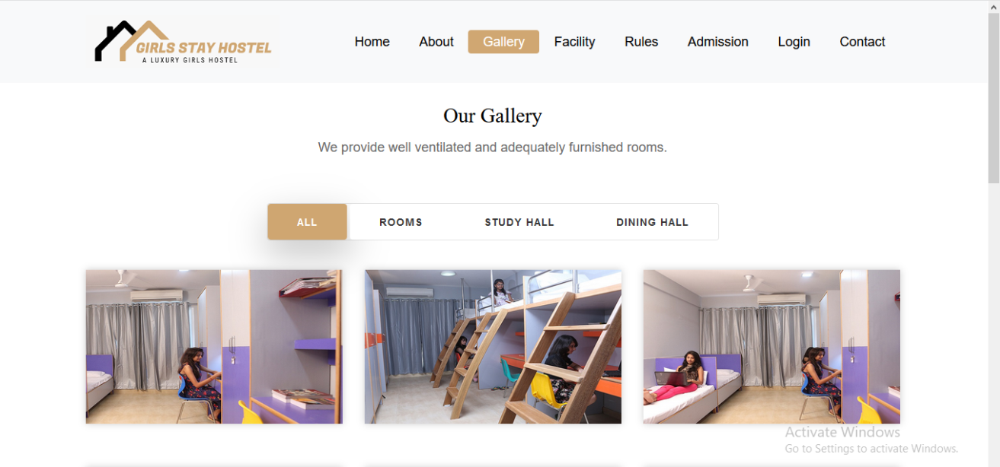 GIRLS STAY HOSTEL
A LUXURY GIRLS HOSTEL
Home About Gallery Facility Rules Admission Login Contact
Our Gallery
We provide well ventilated and adequately furnished rooms.
ALL ROOMS STUDY HALL DINING HALL
Activate Windows
Go to Settings to activate Windows.